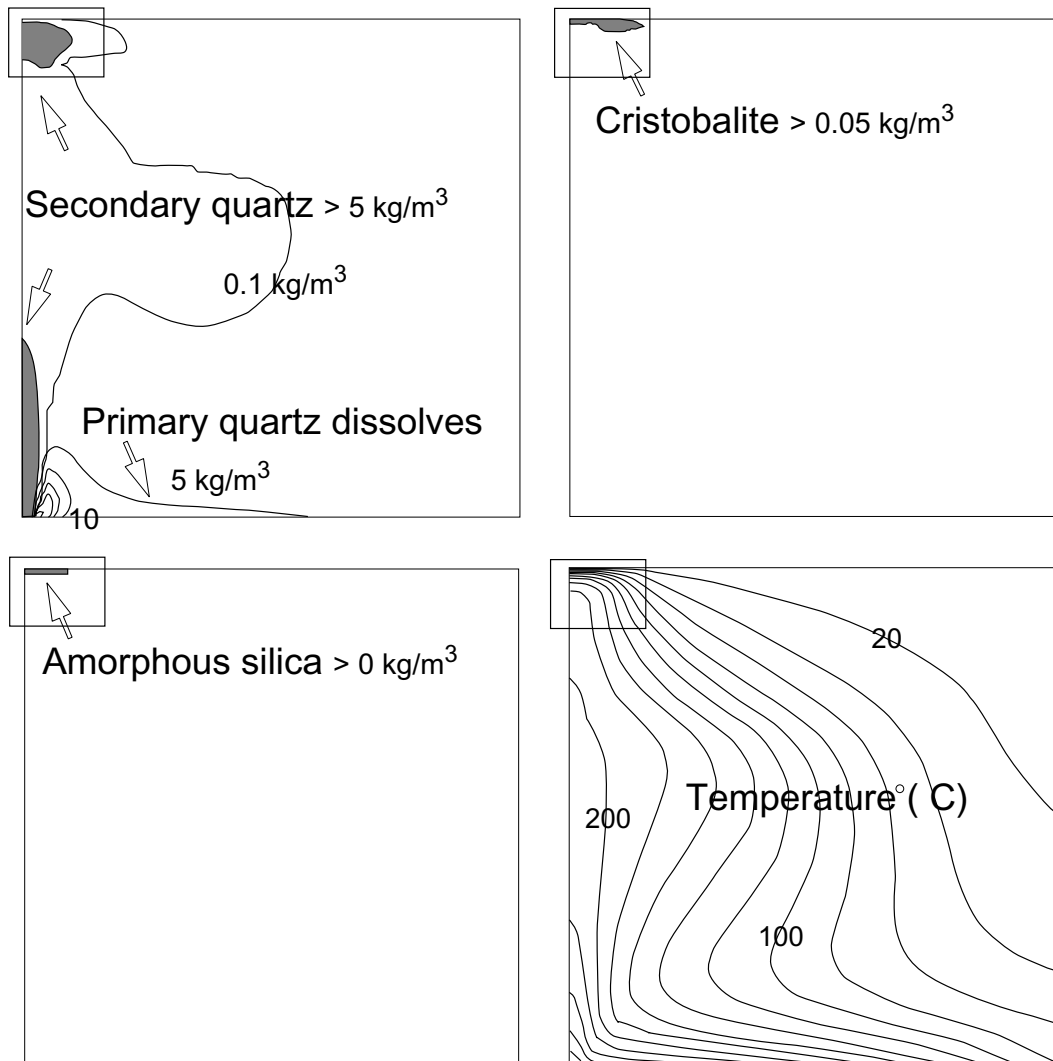 Cristobalite > 0.05 kg/m³
Secondary quartz > 5 kg/m³
0.1 kg/m³
Primary quartz dissolves
5 kg/m³
10
Amorphous silica > 0 kg/m³
20
Temperature°( C)
200
100